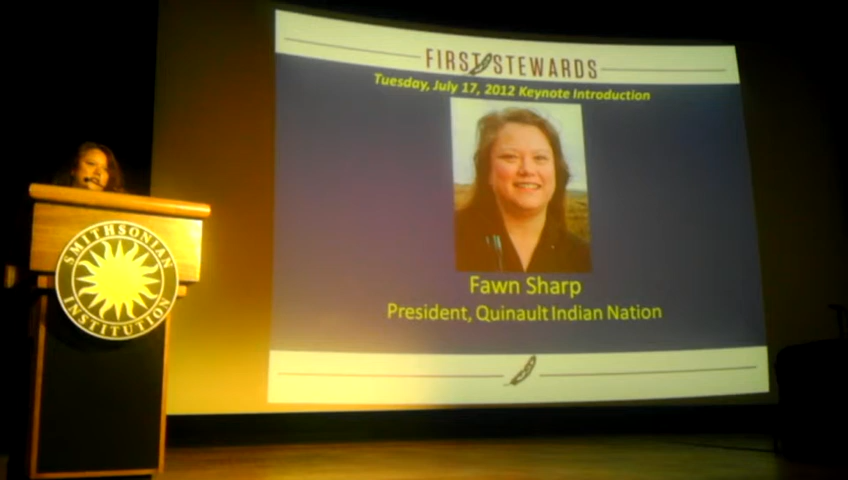 FIRST STEWARDS
Tuesday, July 17, 2012 Keynote Introduction
Fawn Sharp
President, Quinault Indian Nation
SMITHSONIAN
INSTITUTION